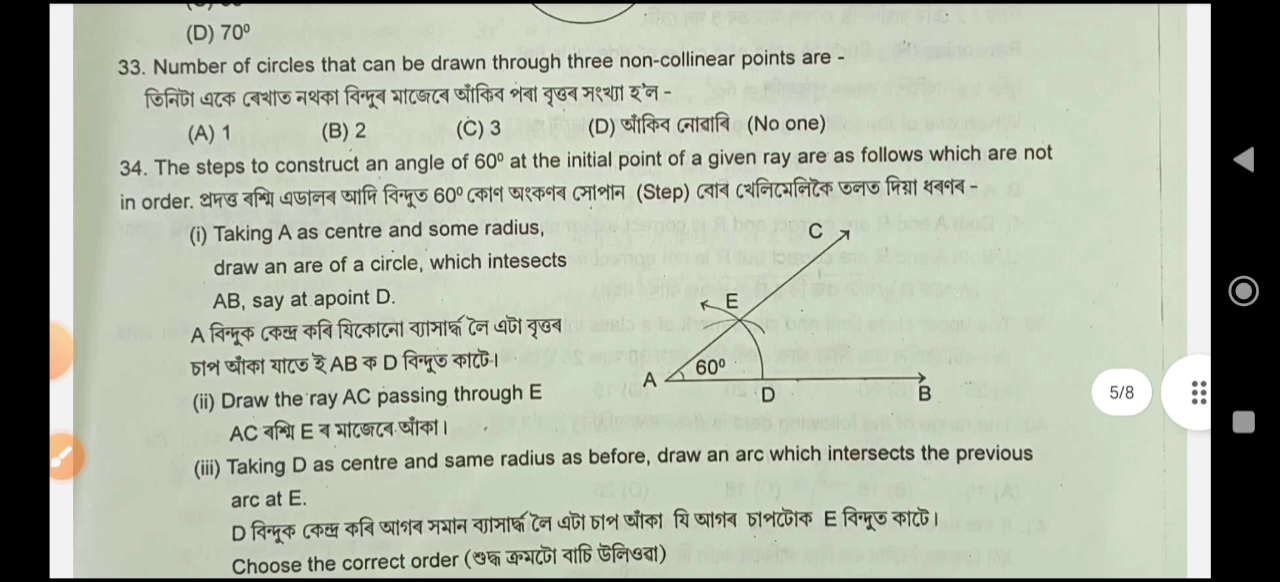 (D) 70⁰
33. Number of circles that can be drawn through three non-collinear points are -
তিনিটা একে ৰেখাত নথকা বিন্দুৰ মাজেৰে আঁকিব পৰা বৃত্তৰ সংখ্যা হ'ল -
(A) 1 (B) 2 (C) 3 (D) আঁকিব নোৱাৰি (No one)
34. The steps to construct an angle of 60⁰ at the initial point of a given ray are as follows which are not
in order. প্ৰদত্ত ৰশ্মি এডালৰ আদি বিন্দুত 60⁰ কোণ অংকণৰ সোপান (Step) বোৰ খেলিমেলিকৈ তলত দিয়া ধৰণৰ -
(i) Taking A as centre and some radius,
draw an are of a circle, which intesects
AB, say at apoint D.
A বিন্দুক কেন্দ্ৰ কৰি যিকোনো ব্যাসাৰ্দ্ধ লৈ এটা বৃত্তৰ
চাপ আঁকা যাতে ই AB ক D বিন্দুত কাটে।
(ii) Draw the ray AC passing through E
AC ৰশ্মি E ৰ মাজেৰে আঁকা।
C
E
60⁰
A
D
B
(iii) Taking D as centre and same radius as before, draw an arc which intersects the previous
arc at E.
D বিন্দুক কেন্দ্ৰ কৰি আগৰ সমান ব্যাসাৰ্দ্ধ লৈ এটা চাপ আঁকা যি আগৰ চাপটোক E বিন্দুত কাটে।
Choose the correct order (শুদ্ধ ক্ৰমটো বাচি উলিওৱা)
5/8